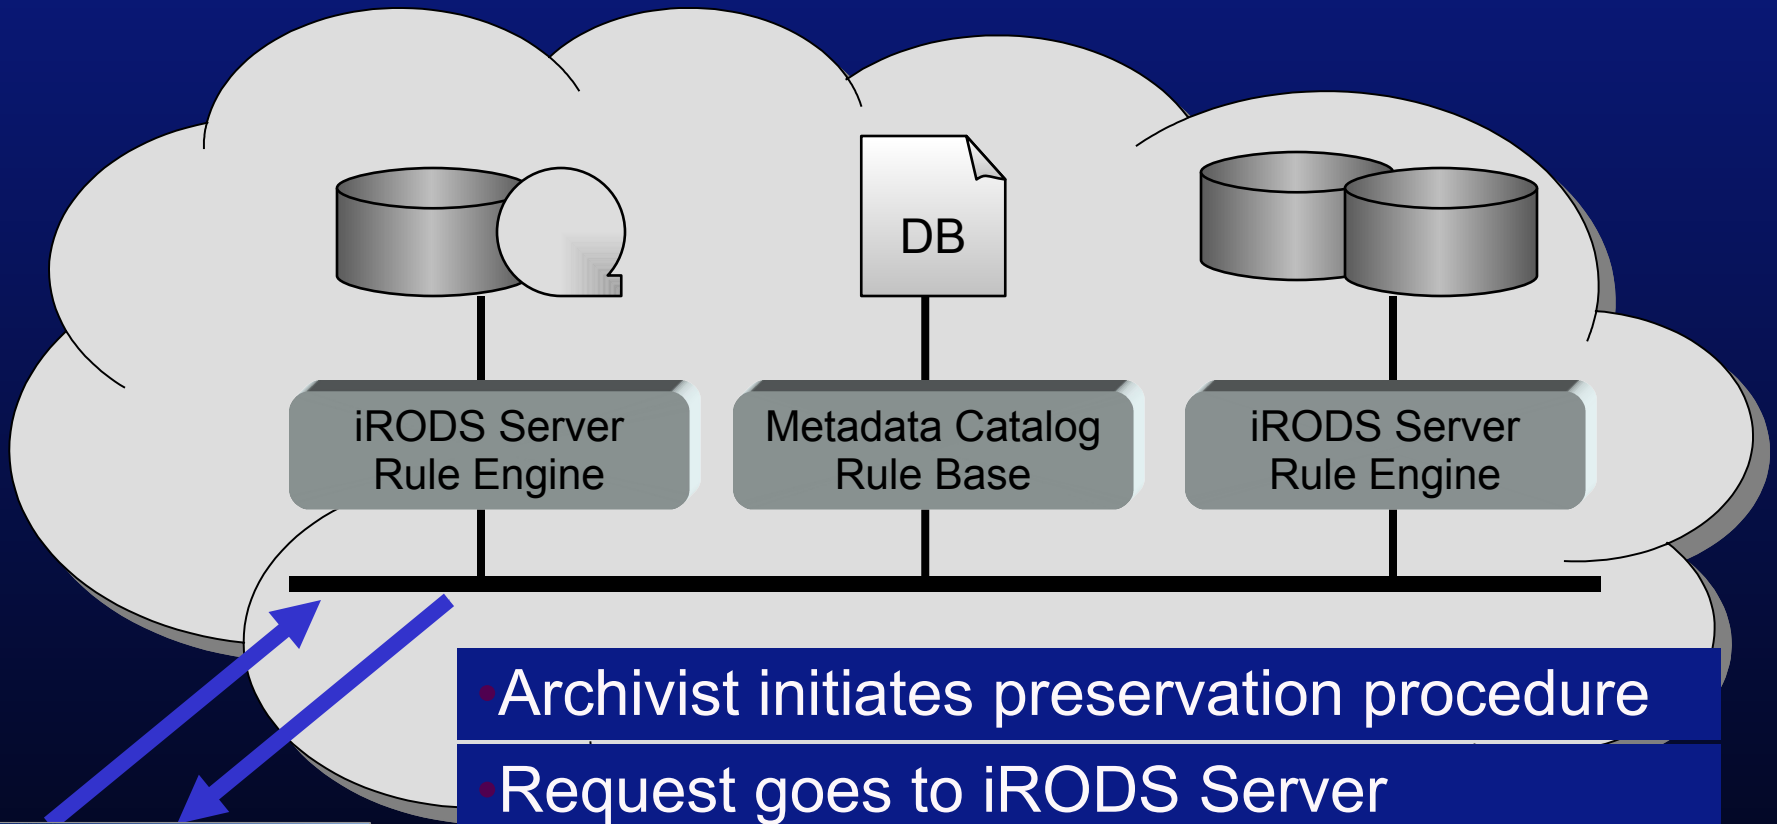 DB
iRODS Server
Rule Engine
Metadata Catalog
Rule Base
iRODS Server
Rule Engine
•Archivist initiates preservation procedure
•Request goes to iRODS Server